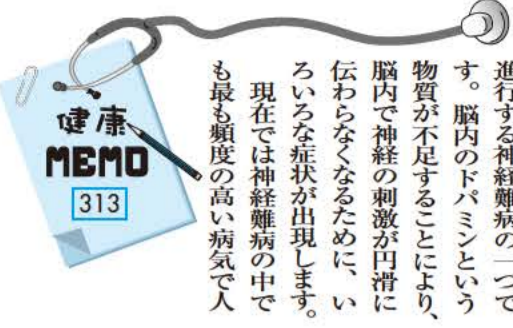 進行する神経難病の一つで
す。脳内のドパミンという
物質が不足することにより、
脳内で神経の刺激が円滑に
伝わらなくなるために、い
ろいろな症状が出現します。
現在では神経難病の中で
も最も頻度の高い病気で人
健康
MEMO
313